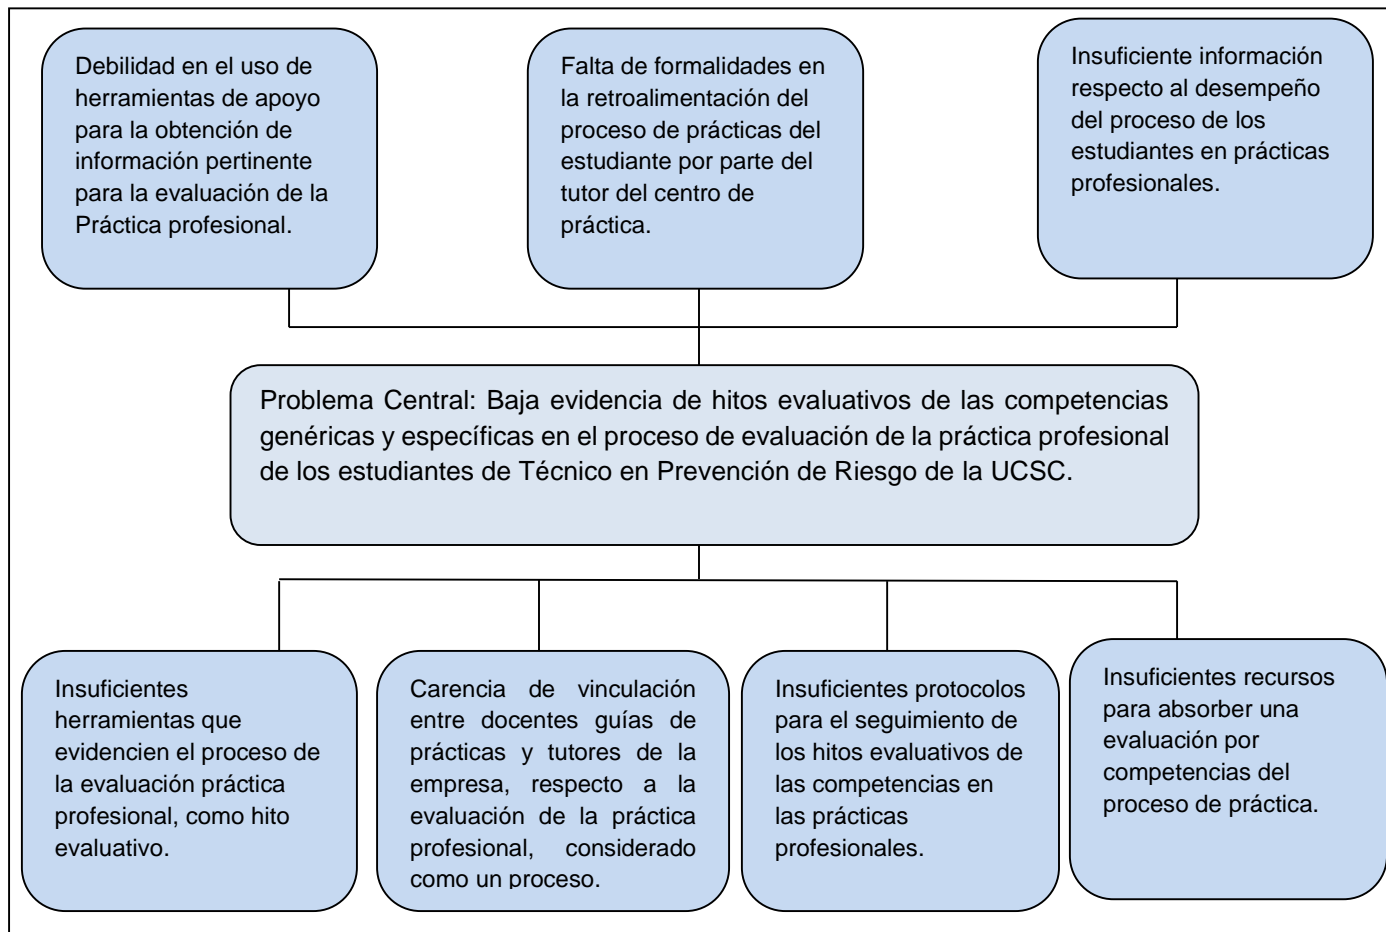 Debilidad en el uso de
herramientas de apoyo
para la obtención de
información pertinente
para la evaluación de la
Práctica profesional.
Falta de formalidades en
la retroalimentación del
proceso de prácticas del
estudiante por parte del
tutor del centro de
práctica.
Insuficiente información
respecto al desempeño
del proceso de los
estudiantes en prácticas
profesionales.
Problema Central: Baja evidencia de hitos evaluativos de las competencias
genéricas y específicas en el proceso de evaluación de la práctica profesional
de los estudiantes de Técnico en Prevención de Riesgo de la UCSC.
Insuficientes
herramientas que
evidencien el proceso de
la evaluación práctica
profesional, como hito
evaluativo.
Carencia de vinculación
entre docentes guías de
prácticas y tutores de la
empresa, respecto a la
evaluación de la práctica
profesional, considerado
como un proceso.
Insuficientes protocolos
para el seguimiento de
los hitos evaluativos de
las competencias en
las prácticas
profesionales.
Insuficientes recursos
para absorber una
evaluación por
competencias del
proceso de práctica.